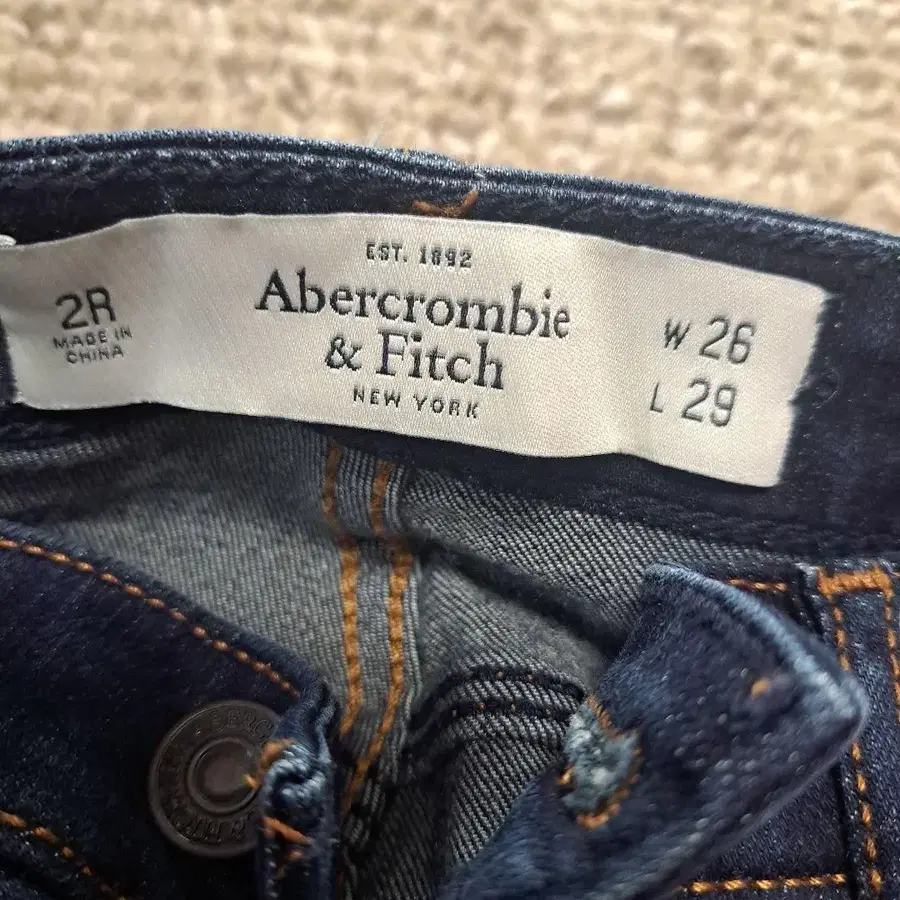 2R
MADE IN
CHINA
EST. 1892
Abercrombie
& Fitch
NEW YORK
W 26
L 29